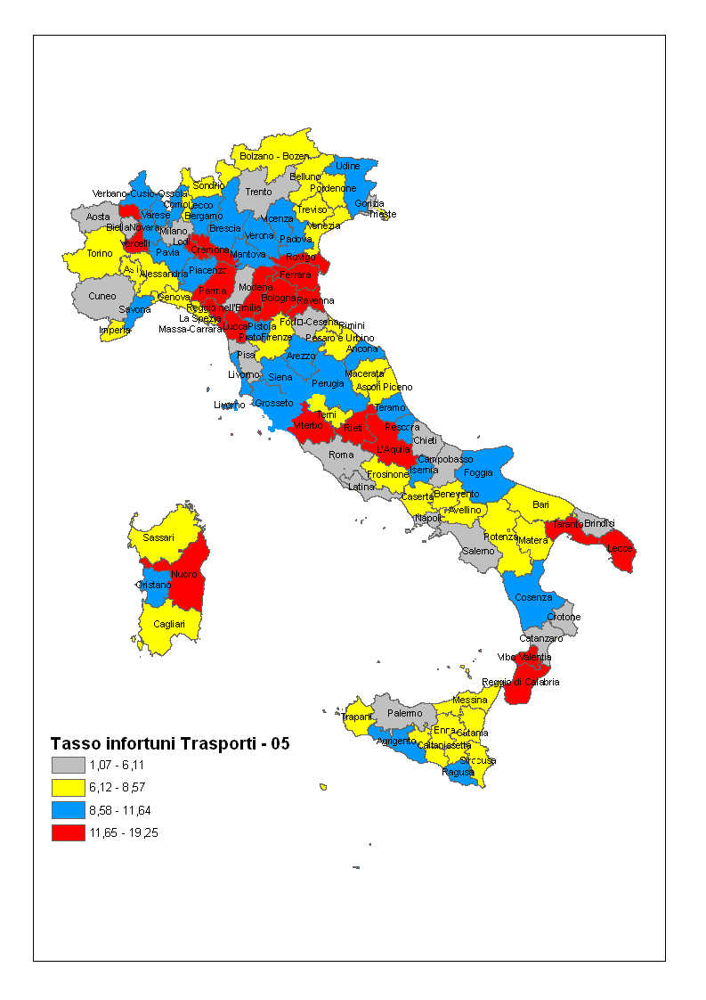 Bolzano - Bozen
Udine
Belluno
Sondrio
Pordenone
Trento
Verbano-Cusio-Ossola
Gorizia
Como
Lecco
Treviso
Trieste
Aosta
Varese
Bergamo
Vicenza
Venezia
Biella
Novara
Milano
Brescia
Verona
Padova
Vercelli
Lodi
Torino
Pavia
Cremona
Mantova
Rovigo
Asti
Alessandria
Piacenza
Ferrara
Cuneo
Parma
Modena
Genova
Bologna
Ravenna
Savona
Reggio nell'Emilia
La Spezia
Forlì-Cesena
Rimini
Imperia
Massa-Carrara
Lucca
Pistoia
Prato
Firenze
Pesaro e Urbino
Ancona
Pisa
Arezzo
Livorno
Siena
Macerata
Perugia
Ascoli Piceno
Livorno
Grosseto
Teramo
Terni
Viterbo
Rieti
Pescara
Chieti
L'Aquila
Roma
Campobasso
Isernia
Foggia
Frosinone
Latina
Caserta
Benevento
Bari
Avellino
Napoli
Taranto
Brindisi
Sassari
Potenza
Matera
Lecce
Salerno
Nuoro
Oristano
Cosenza
Crotone
Cagliari
Catanzaro
Vibo Valentia
Reggio di Calabria
Messina
Trapani
Palermo
Enna
Catania
Agrigento
Caltanissetta
Siracusa
Ragusa
Tasso infortuni Trasporti - 05
1,07 - 6,11
6,12 - 8,57
8,58 - 11,64
11,65 - 19,25